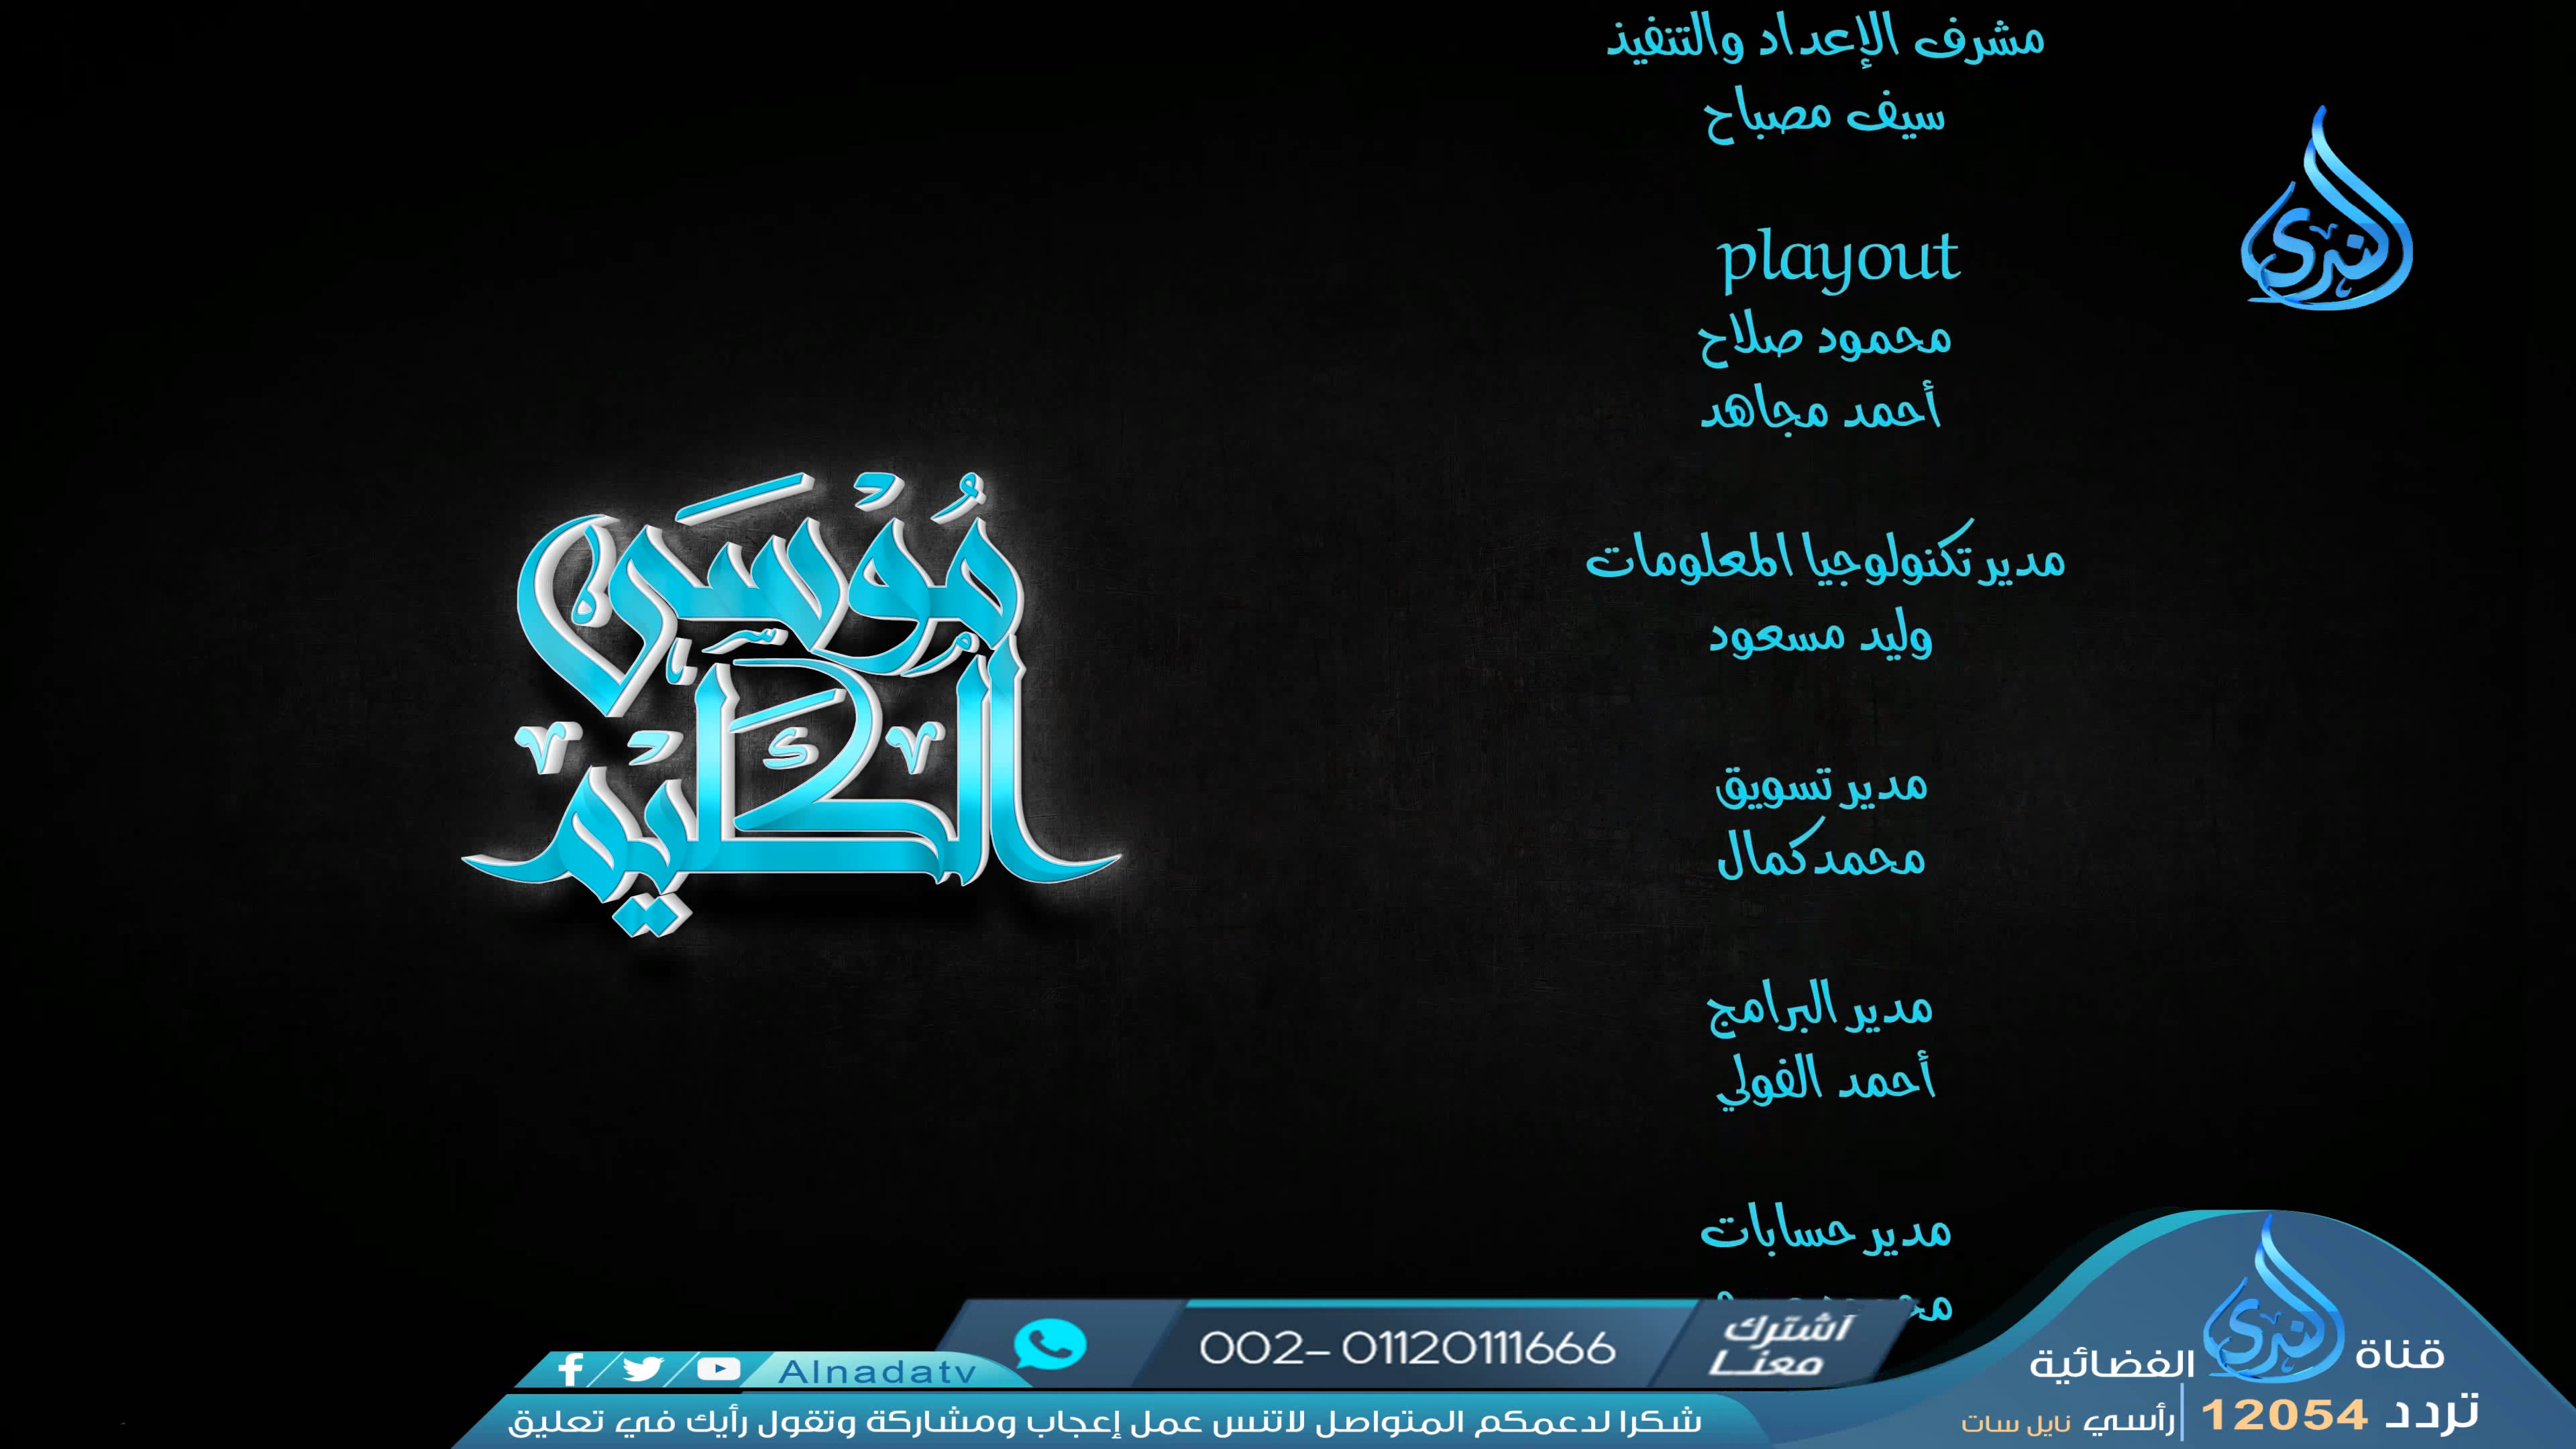 مشرف الإعداد والتنفيذ
سيف مصباح
playout
محمود صلاح
أحمد مجاهد
مدير تكنولوجيا المعلومات
وليد مسعود
مدير تسويق
محمد كمال
مدير البرامج
أحمد الفولي
مدير حسابات
الندى
مُوْسَى
الكليم
اشترك
معنا
002-01120111666
Alnadatv
شكرا لدعمكم المتواصل لاتنس عمل إعجاب ومشاركة وتقول رأيك في تعليق
قناة الندى الفضائية
تردد 12054 رأسي نايل سات